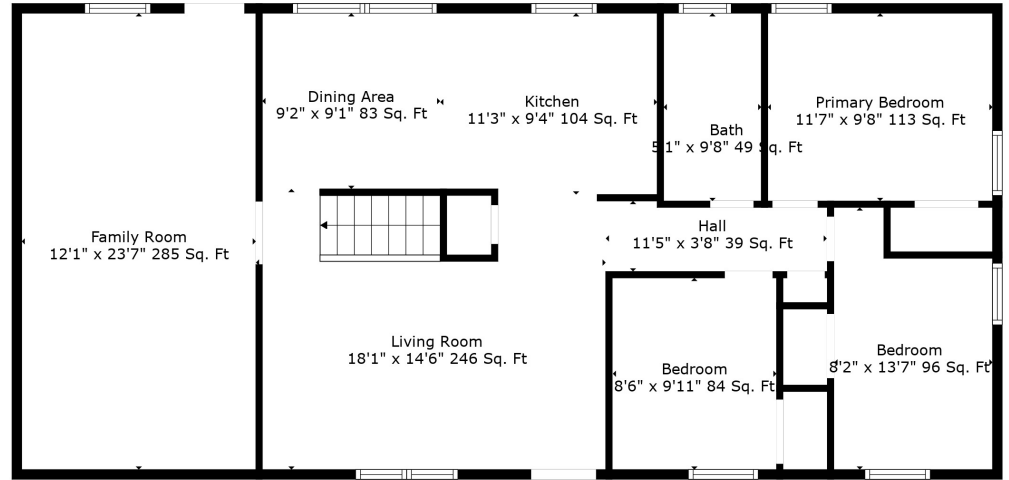 Dining Area
9'2" x 9'1" 83 Sq. Ft
Kitchen
11'3" x 9'4" 104 Sq. Ft
Bath
5'1" x 9'8" 49 Sq. Ft
Primary Bedroom
11'7" x 9'8" 113 Sq. Ft
Family Room
12'1" x 23'7" 285 Sq. Ft
Hall
11'5" x 3'8" 39 Sq. Ft
Living Room
18'1" x 14'6" 246 Sq. Ft
Bedroom
8'6" x 9'11" 84 Sq. Ft
Bedroom
8'2" x 13'7" 96 Sq. Ft